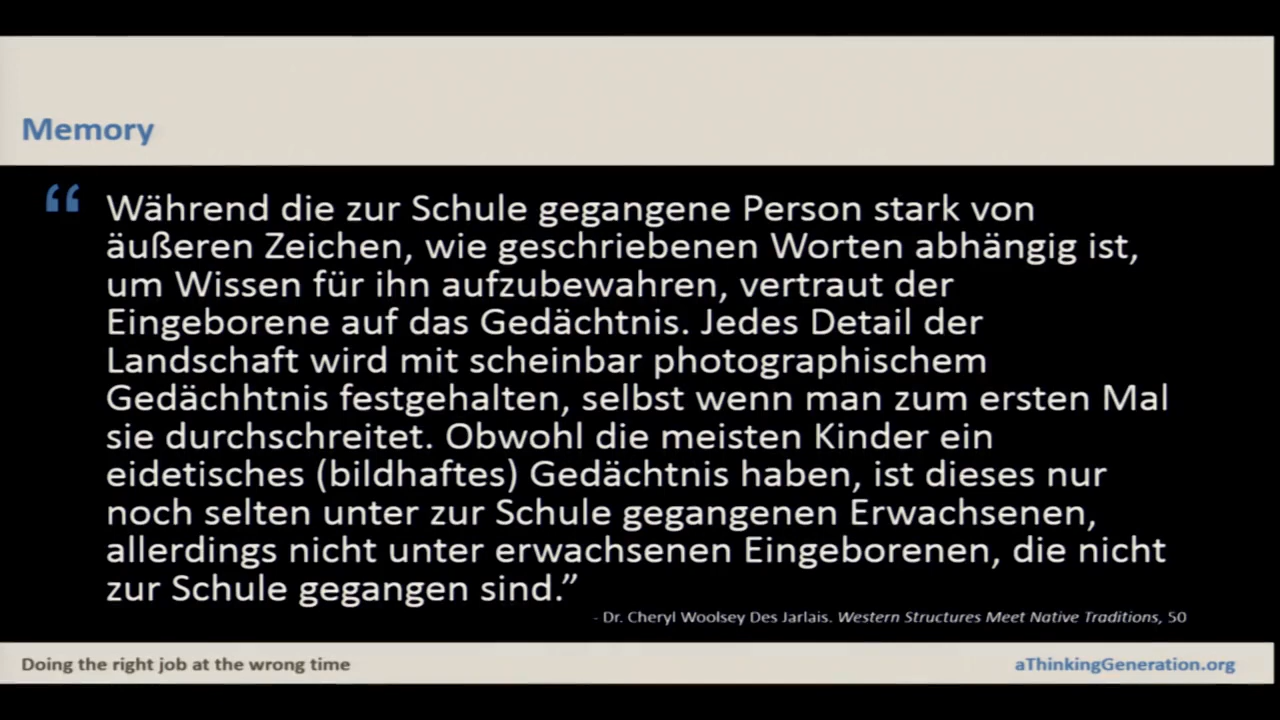 Memory
“ Während die zur Schule gegangene Person stark von
äußeren Zeichen, wie geschriebenen Worten abhängig ist,
um Wissen für ihn aufzubewahren, vertraut der
Eingeborene auf das Gedächtnis. Jedes Detail der
Landschaft wird mit scheinbar photographischem
Gedächhtnis festgehalten, selbst wenn man zum ersten Mal
sie durchschreitet. Obwohl die meisten Kinder ein
eidetisches (bildhaftes) Gedächtnis haben, ist dieses nur
noch selten unter zur Schule gegangenen Erwachsenen,
allerdings nicht unter erwachsenen Eingeborenen, die nicht
zur Schule gegangen sind.”
- Dr. Cheryl Woolsey Des Jarlais. Western Structures Meet Native Traditions, 50
Doing the right job at the wrong time
aThinkingGeneration.org